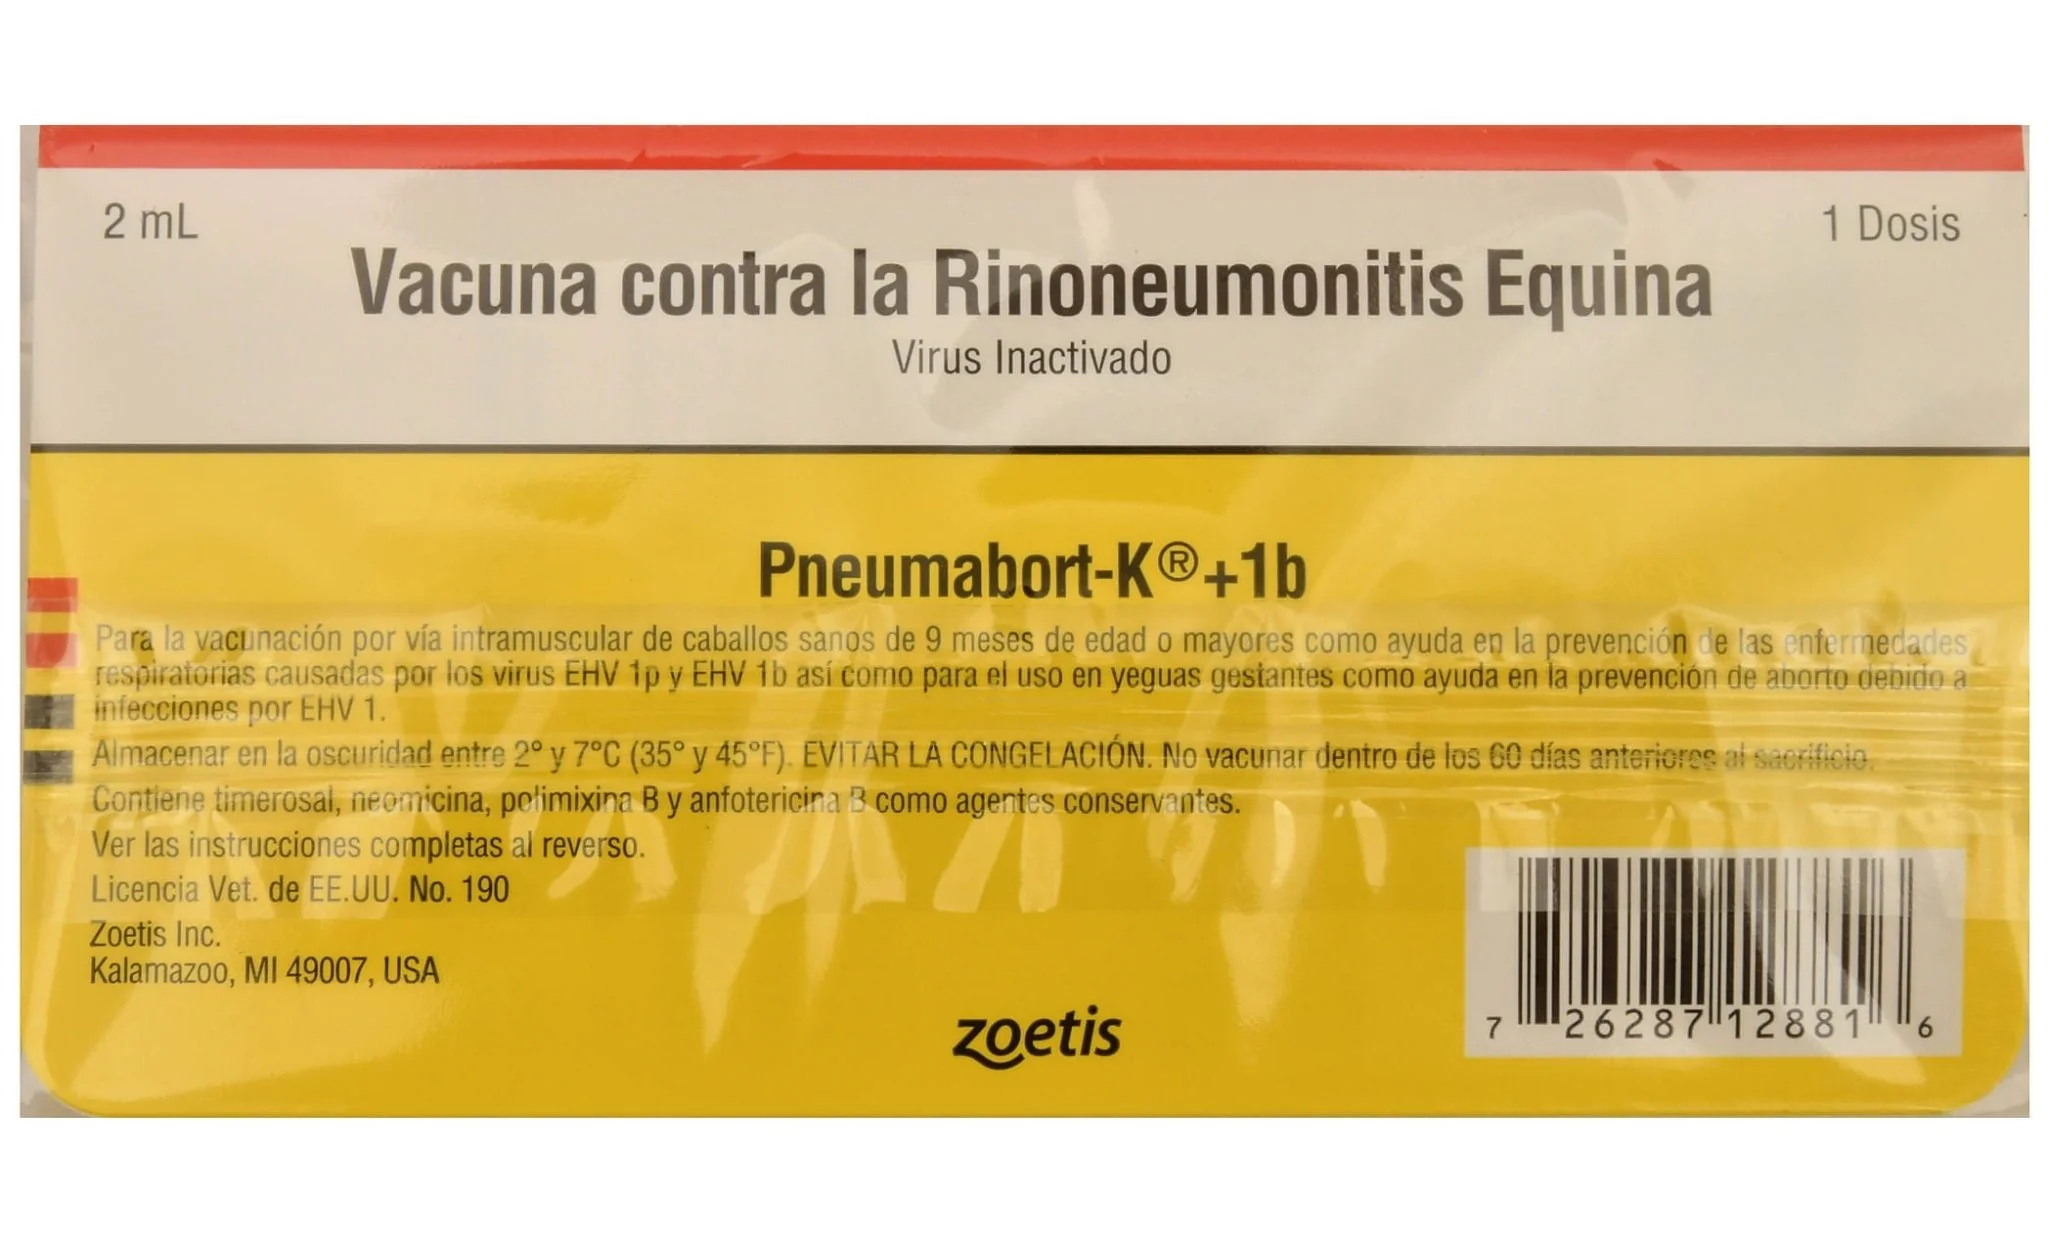 2 mL
1 Dosis
Vacuna contra la Rinoneumonitis Equina
Virus Inactivado
Pneumabort-K®+1b
Para la vacunación por vía intramuscular de caballos sanos de 9 meses de edad o mayores como ayuda en la prevención de las enfermedades
respiratorias causadas por los virus EHV 1p y EHV 1b así como para el uso en yeguas gestantes como ayuda en la prevención de aborto debido a
infecciones por EHV 1.
Almacenar en la oscuridad entre 2° y 7°C (35° y 45°F). EVITAR LA CONGELACIÓN. No vacunar dentro de los 60 días anteriores al sacrificio.
Contiene timerosal, neomicina, polimixina B y anfotericina B como agentes conservantes.
Ver las instrucciones completas al reverso.
Licencia Vet. de EE.UU. No. 190
Zoetis Inc.
Kalamazoo, MI 49007, USA
zoetis
7 26287 12881 6